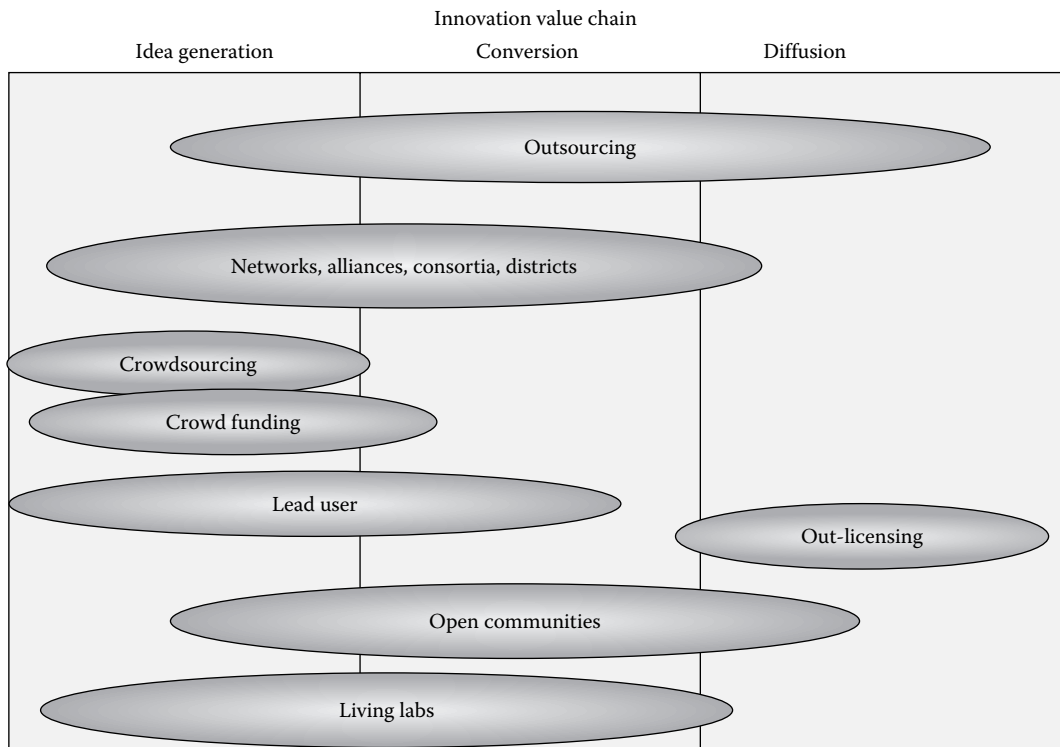 Innovation value chain
Idea generation
Conversion
Diffusion
Outsourcing
Networks, alliances, consortia, districts
Crowdsourcing
Crowd funding
Lead user
Out-licensing
Open communities
Living labs